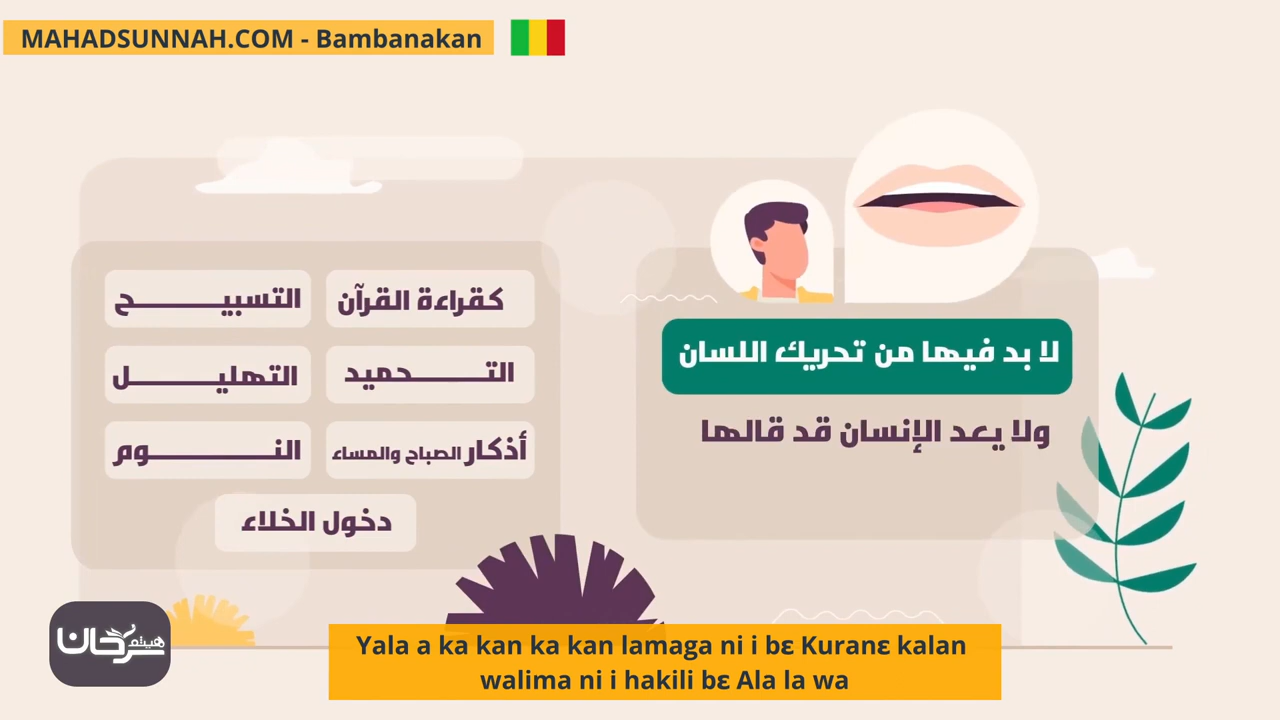 MAHADSUNNAH.COM - Bambanakan
لا بد فيها من تحريك اللسان
ولا يعد الإنسان قد قالها
كقراءة القرآن
التسبيح
التحميد
التهليل
أذكار الصباح والمساء
النوم
دخول الخلاء
هيثم
سرحان
Yala a ka kan ka kan lamaga ni i bɛ Kuranɛ kalan
walima ni i hakili bɛ Ala la wa